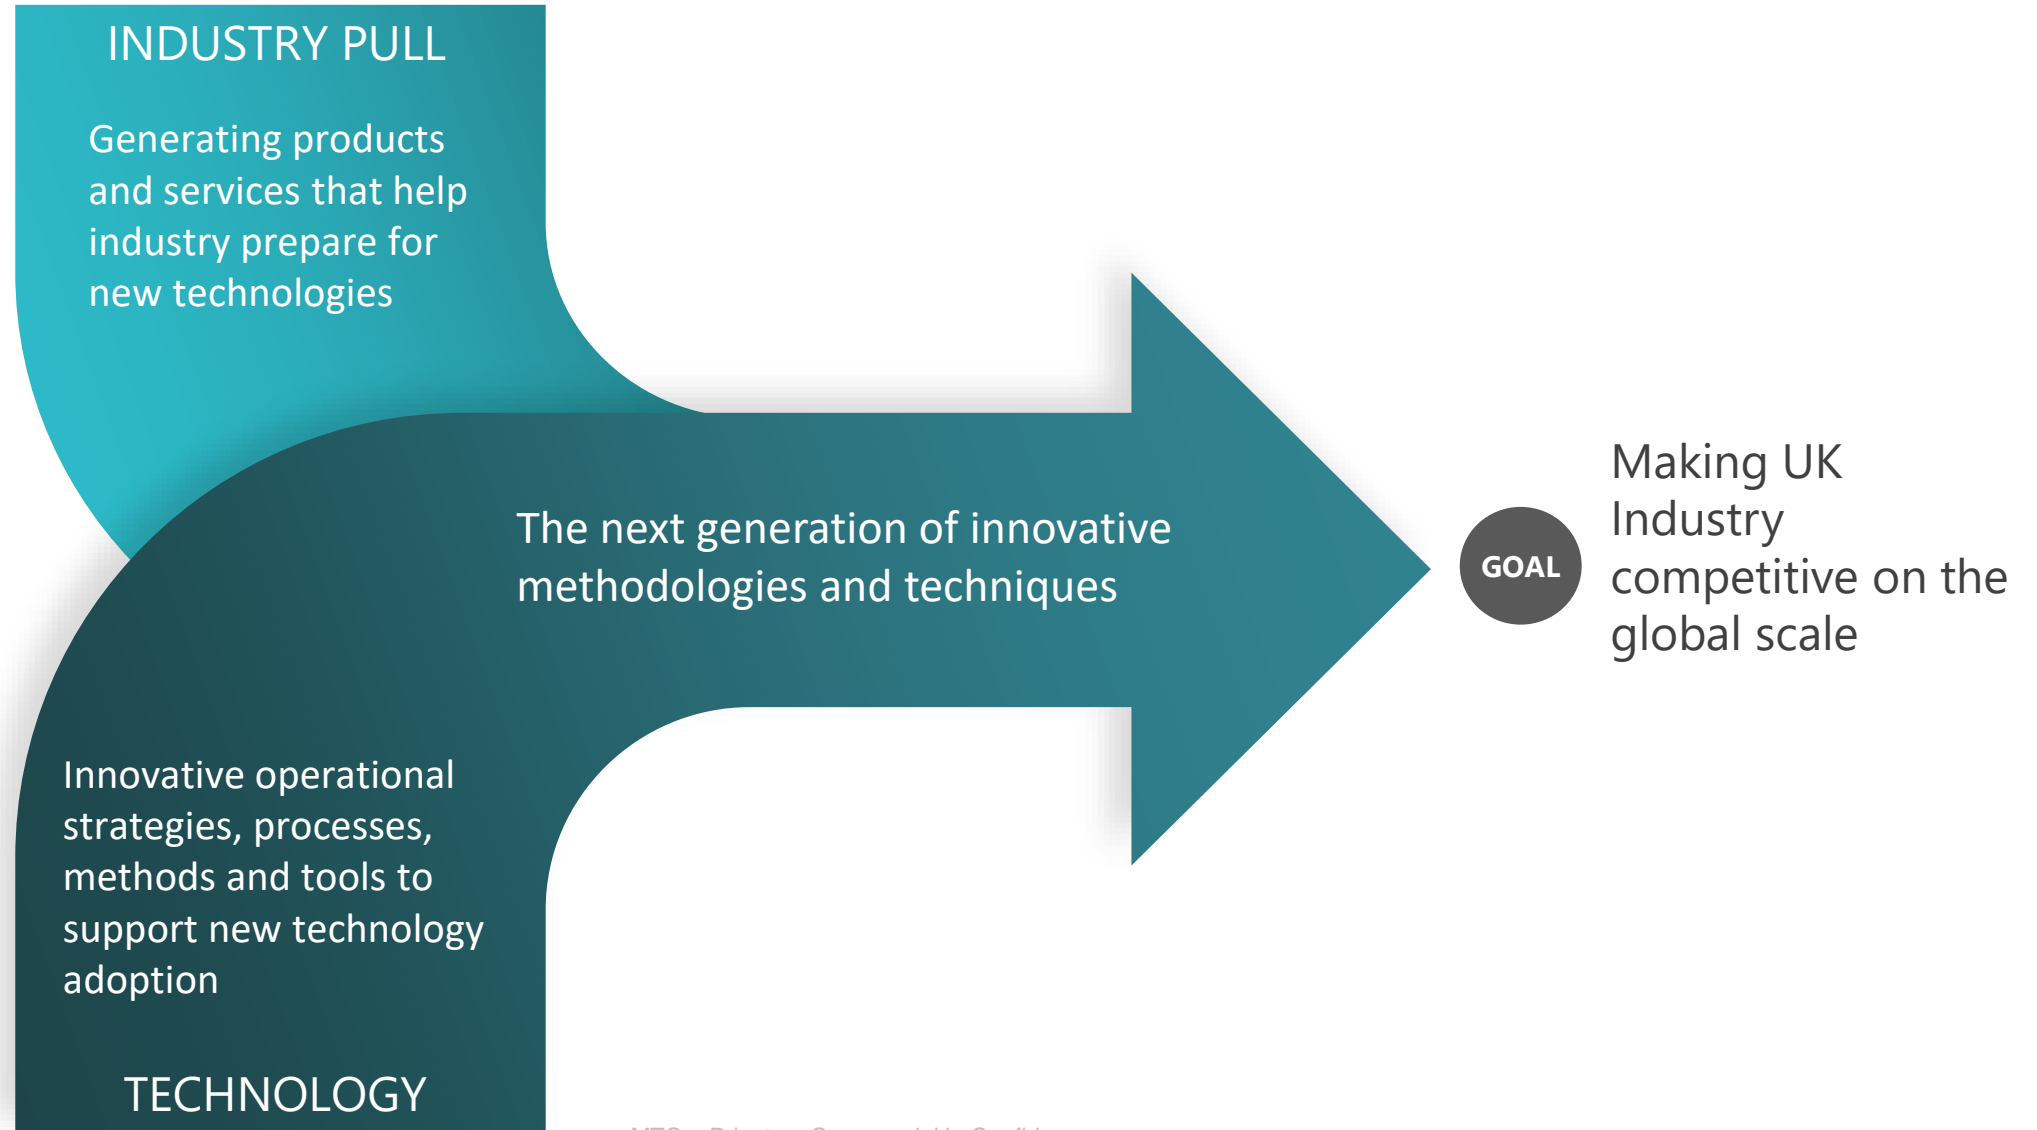 INDUSTRY PULL
Generating products
and services that help
industry prepare for
new technologies
The next generation of innovative
methodologies and techniques
GOAL
Making UK
Industry
competitive on the
global scale
Innovative operational
strategies, processes,
methods and tools to
support new technology
adoption
TECHNOLOGY